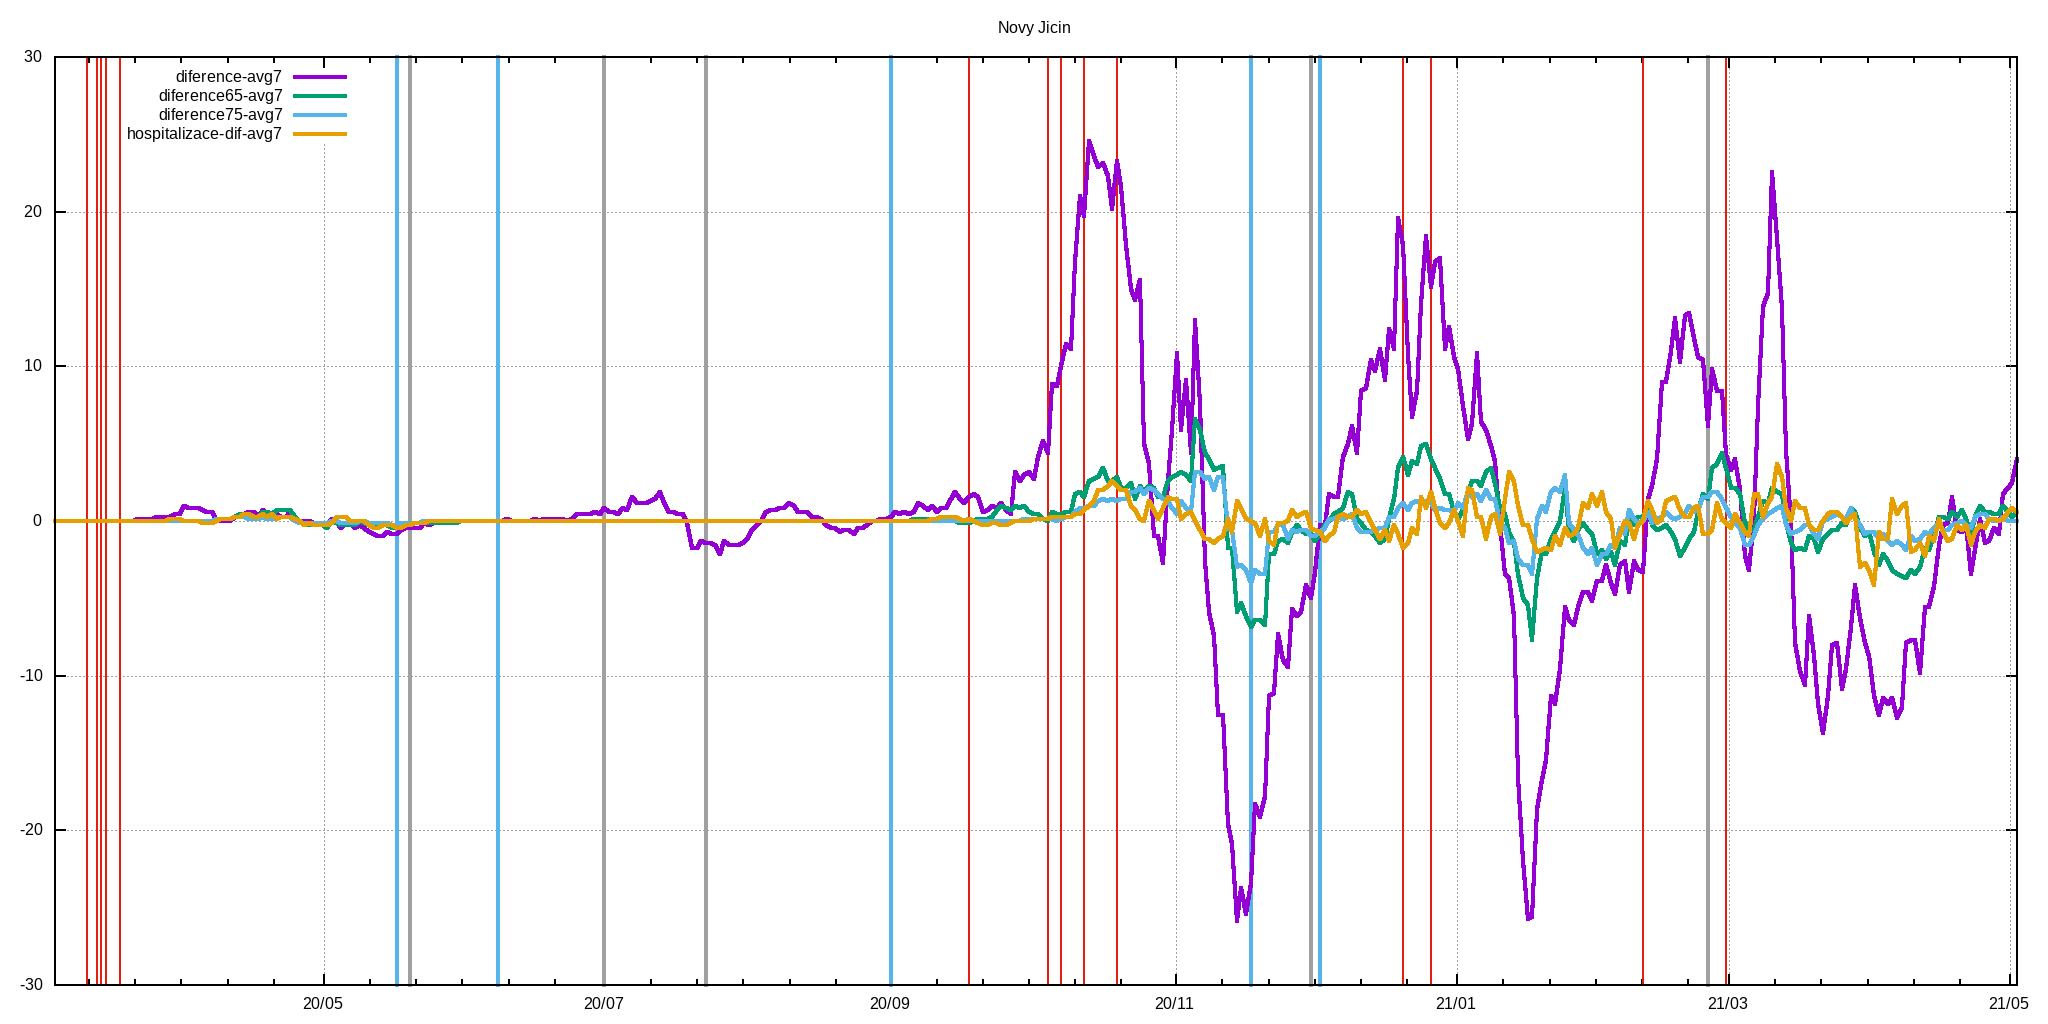 Novy Jicin
30
20
10
0
-10
-20
-30
diference-avg7
diference65-avg7
diference75-avg7
hospitalizace-dif-avg7
20/05
20/07
20/09
20/11
21/01
21/03
21/05